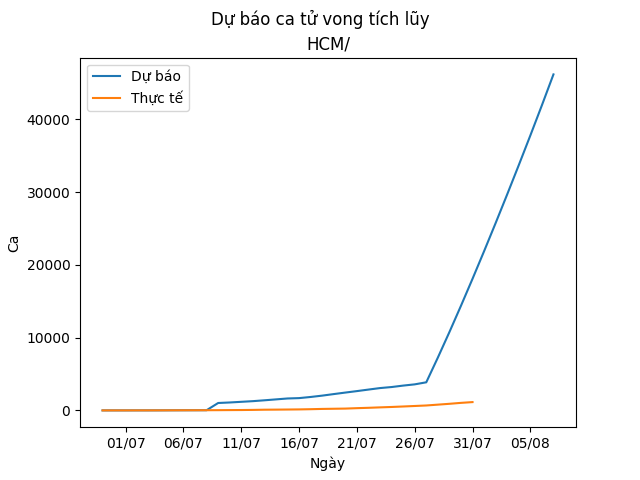 Dự báo ca tử vong tích lũy
HCM/
Dự báo
Thực tế
Ca
40000
30000
20000
10000
0
01/07 06/07 11/07 16/07 21/07 26/07 31/07 05/08
Ngày